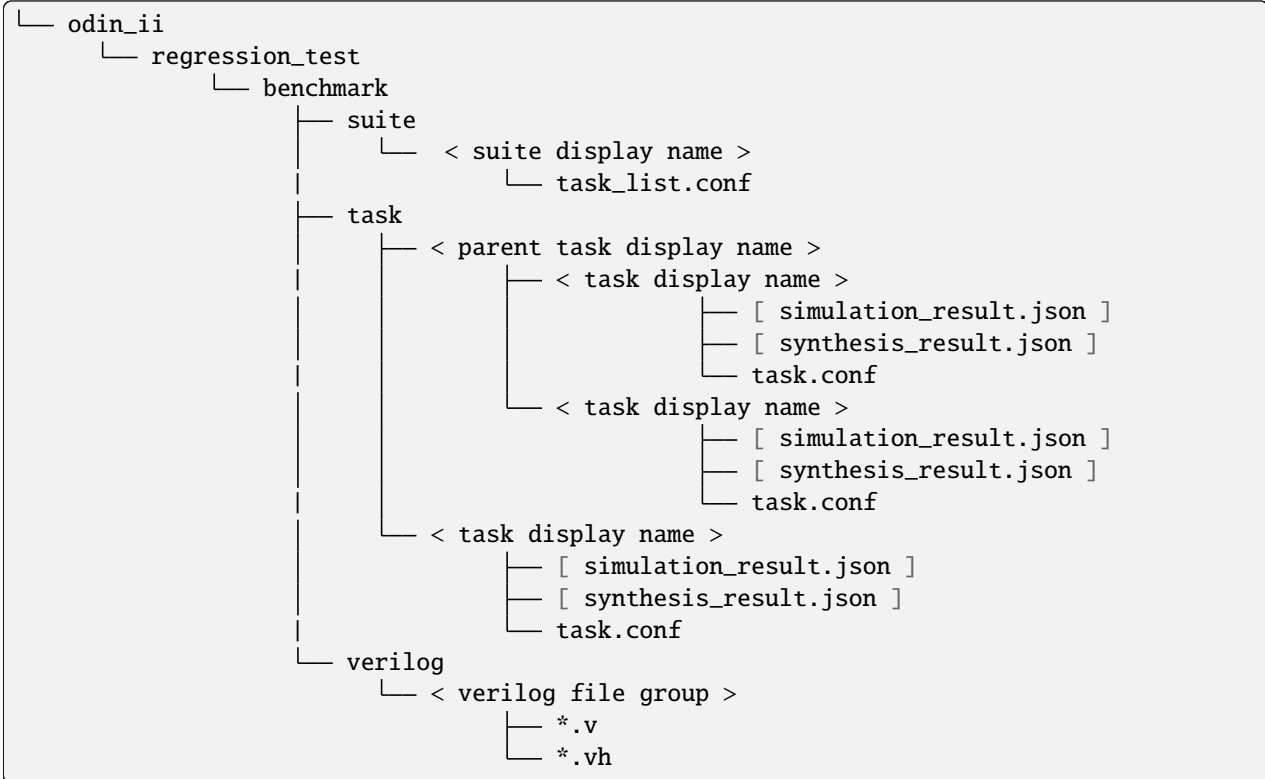 └── odin_ii
└── regression_test
└── benchmark
├── suite
│ └── < suite display name >
│ └── task_list.conf
├── task
│ ├── < parent task display name >
│ │ ├── < task display name >
│ │ │ ├── [ simulation_result.json ]
│ │ │ ├── [ synthesis_result.json ]
│ │ │ └── task.conf
│ │ └── < task display name >
│ │ ├── [ simulation_result.json ]
│ │ ├── [ synthesis_result.json ]
│ │ └── task.conf
│ └── < task display name >
│ ├── [ simulation_result.json ]
│ ├── [ synthesis_result.json ]
│ └── task.conf
└── verilog
└── < verilog file group >
├── *.v
└── *.vh